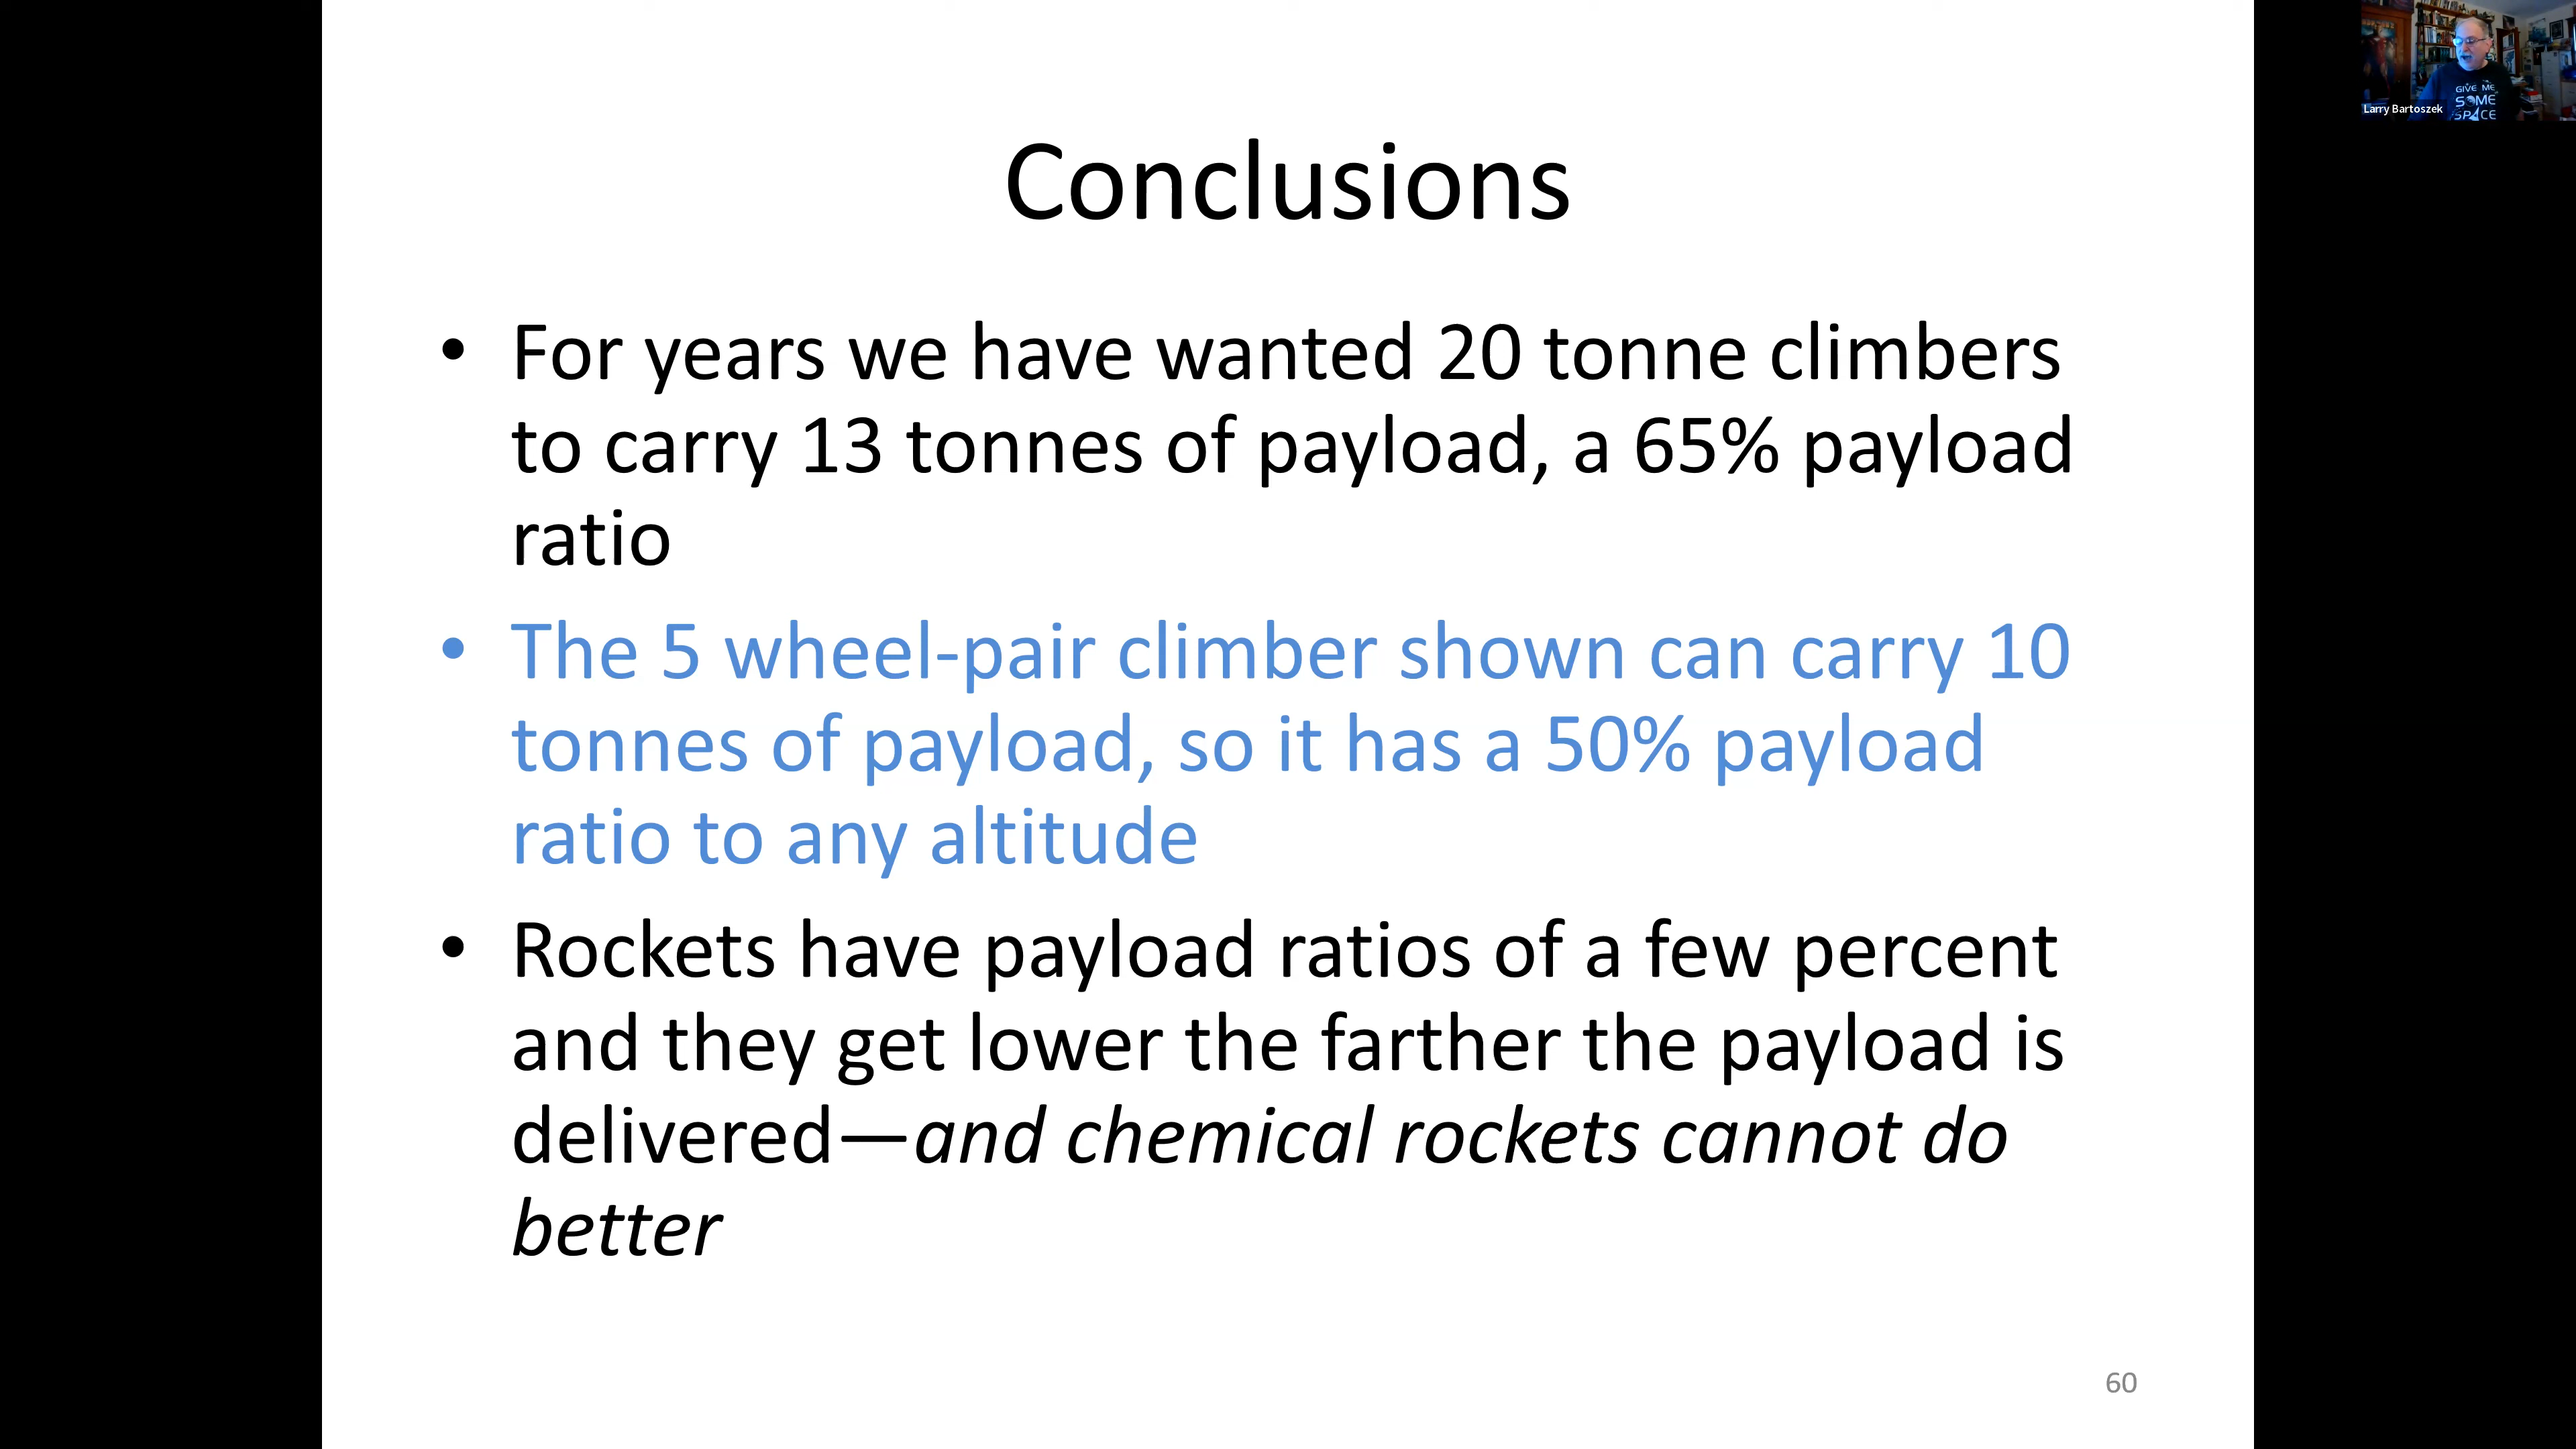 Conclusions
• For years we have wanted 20 tonne climbers
to carry 13 tonnes of payload, a 65% payload
ratio
• The 5 wheel-pair climber shown can carry 10
tonnes of payload, so it has a 50% payload
ratio to any altitude
• Rockets have payload ratios of a few percent
and they get lower the farther the payload is
delivered—and chemical rockets cannot do
better
60
Larry Bartoszek
GIVE ME
SOME
SPACE